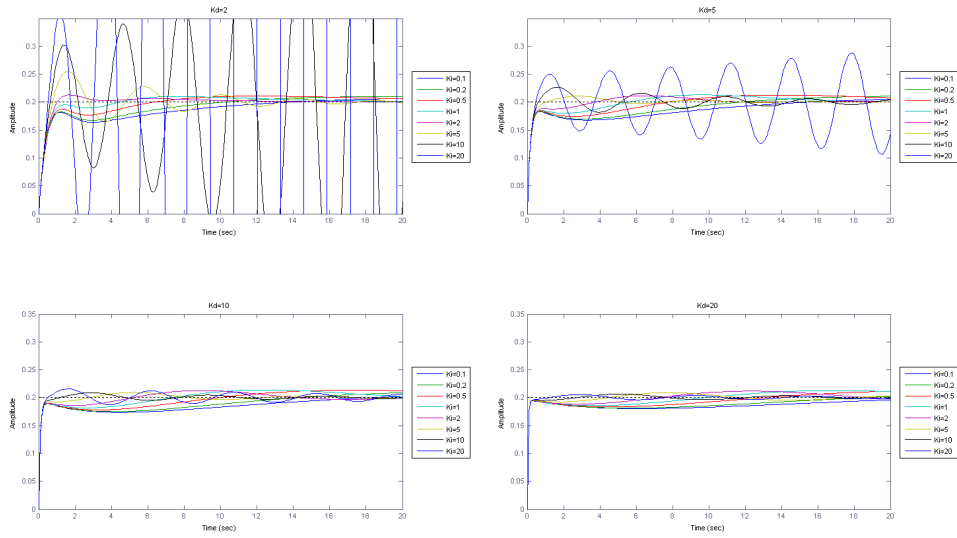 Kd=2
0.3
0.25
0.2
0.15
0.1
0.05
0
Amplitude
0 2 4 6 8 10 12 14 16 18 20
Time (sec)
Ki=0.1
Ki=0.2
Ki=0.5
Ki=1
Ki=2
Ki=5
Ki=10
Ki=20
Kd=5
0.3
0.25
0.2
0.15
0.1
0.05
0
Amplitude
0 2 4 6 8 10 12 14 16 18 20
Time (sec)
Ki=0.1
Ki=0.2
Ki=0.5
Ki=1
Ki=2
Ki=5
Ki=10
Ki=20
Kd=10
0.35
0.3
0.25
0.2
0.15
0.1
0.05
0
Amplitude
0 2 4 6 8 10 12 14 16 18 20
Time (sec)
Ki=0.1
Ki=0.2
Ki=0.5
Ki=1
Ki=2
Ki=5
Ki=10
Ki=20
Kd=20
0.35
0.3
0.25
0.2
0.15
0.1
0.05
0
Amplitude
0 2 4 6 8 10 12 14 16 18 20
Time (sec)
Ki=0.1
Ki=0.2
Ki=0.5
Ki=1
Ki=2
Ki=5
Ki=10
Ki=20